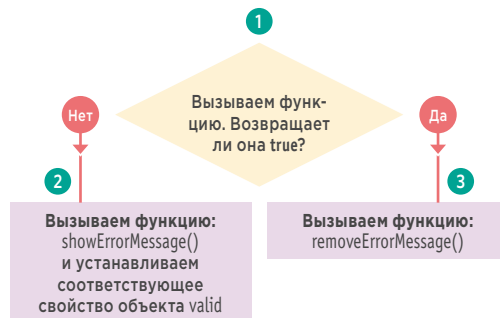 1
Вызываем функ-
цию. Возвращает
ли она true?
Нет
Да
2
Вызываем функцию:
showErrorMessage()
и устанавливаем
соответствующее
свойство объекта valid
3
Вызываем функцию:
removeErrorMessage()